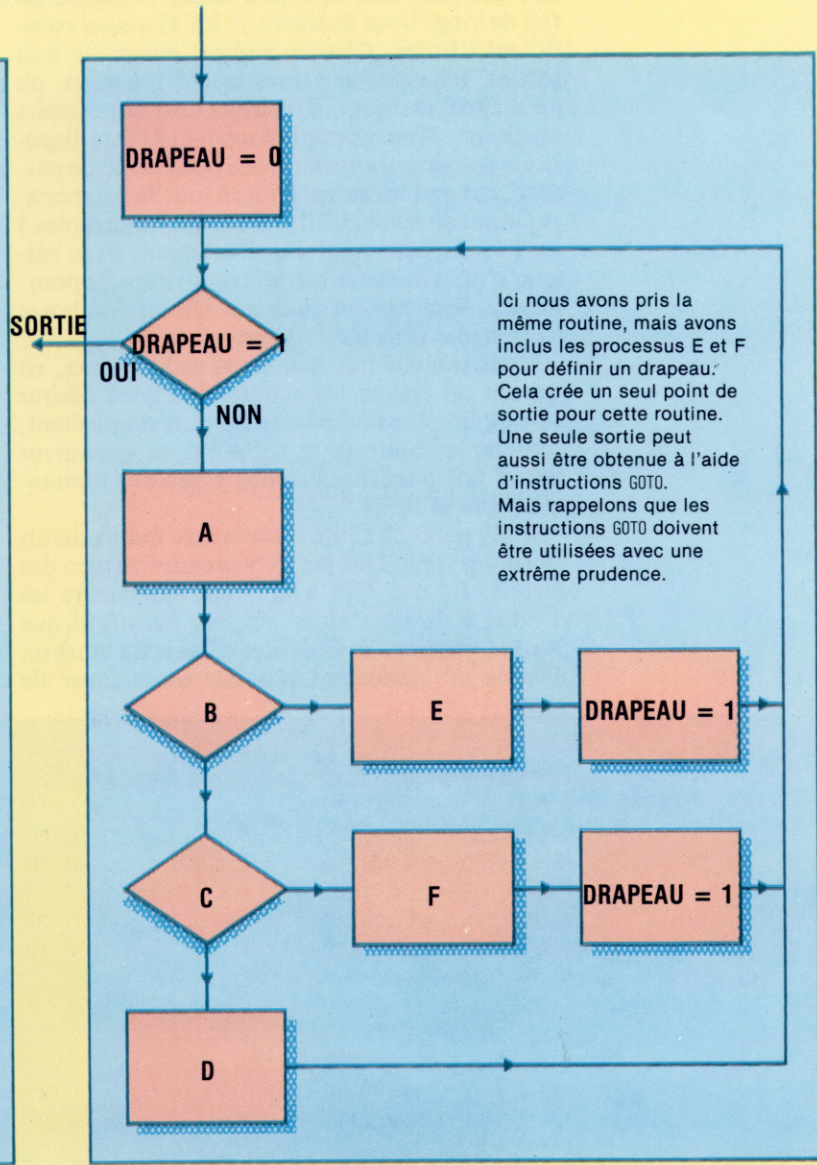 DRAPEAU = 0
SORTIE
DRAPEAU = 1
OUI
NON
Ici nous avons pris la
même routine, mais avons
inclus les processus E et F
pour définir un drapeau.
Cela crée un seul point de
sortie pour cette routine.
Une seule sortie peut
aussi être obtenue à l'aide
d'instructions GOTO.
Mais rappelons que les
instructions GOTO doivent
être utilisées avec une
extrême prudence.
A
B
E
DRAPEAU = 1
C
F
DRAPEAU = 1
D